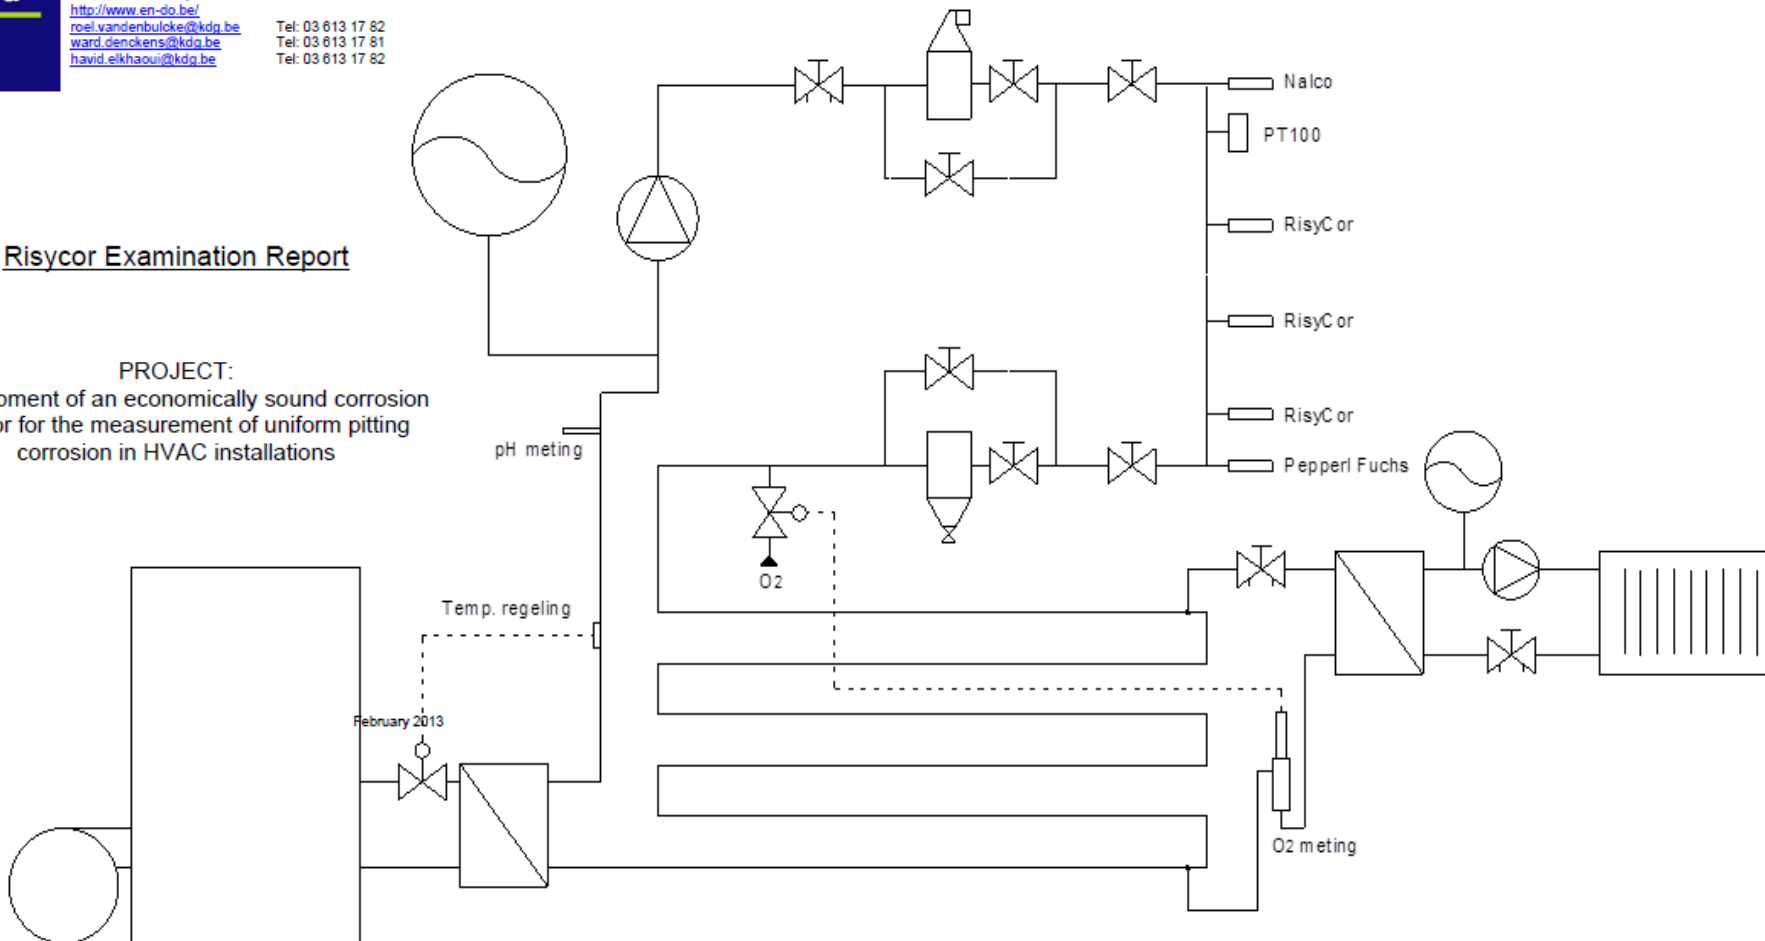 http://www.en-do.be/
roel.vandenbulcke@kdg.be Tel: 03 613 17 82
ward.denckens@kdg.be Tel: 03 613 17 81
havid.elkhaoui@kdg.be Tel: 03 613 17 82
Nalco
PT100
RisyCor
Risycor Examination Report
RisyCor
PROJECT:
of an economically sound corrosion
for the measurement of uniform pitting
corrosion in HVAC installations
RisyCor
pH meting
Pepperl Fuchs
O2
Temp. regeling
February 2013
O2 meting